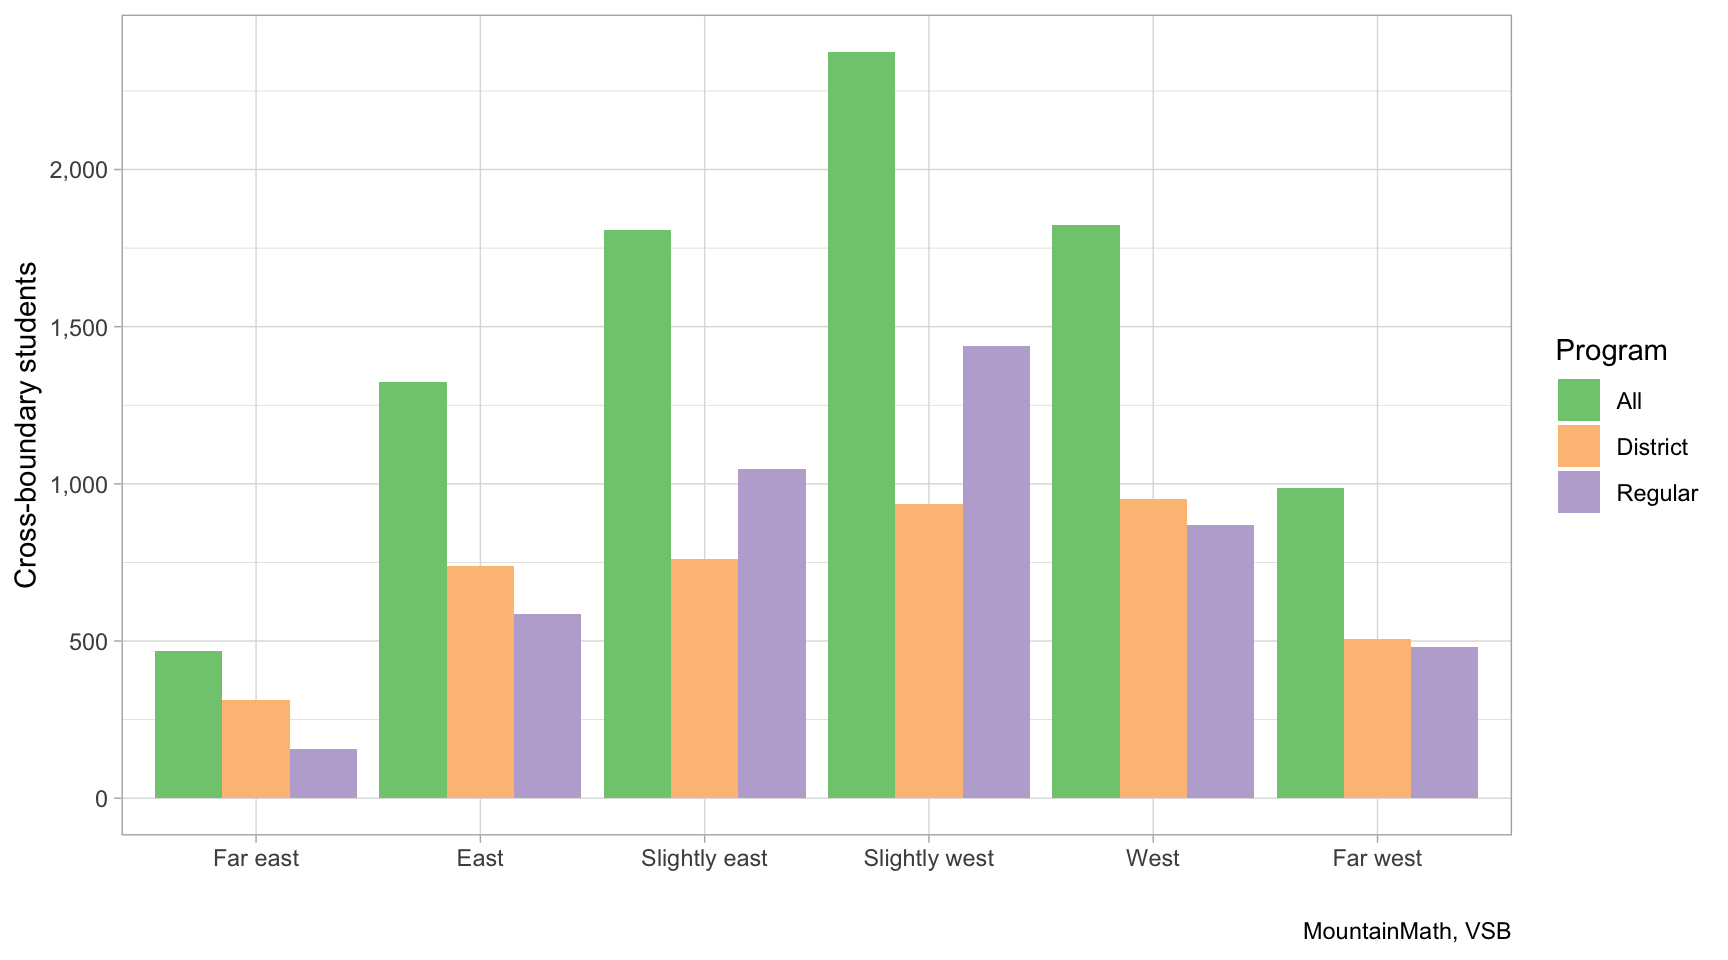 Cross-boundary students
2,000
1,500
1,000
500
0
Far east
East
Slightly east
Slightly west
West
Far west
Program
All
District
Regular
MountainMath, VSB